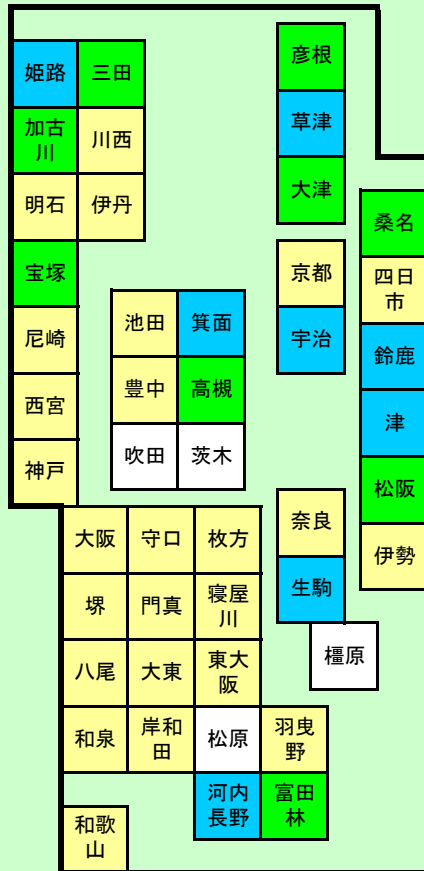 姫路
三田
加古
川
川西
明石
伊丹
宝塚
尼崎
西宮
神戸
彦根
草津
大津
京都
宇治
桑名
四日
市
鈴鹿
津
松阪
伊勢
池田
箕面
豊中
高槻
吹田
茨木
奈良
生駒
橿原
大阪
守口
枚方
堺
門真
寝屋
川
八尾
大東
東大
阪
和泉
岸和
田
松原
羽曳
野
河内
長野
富田
林
和歌
山